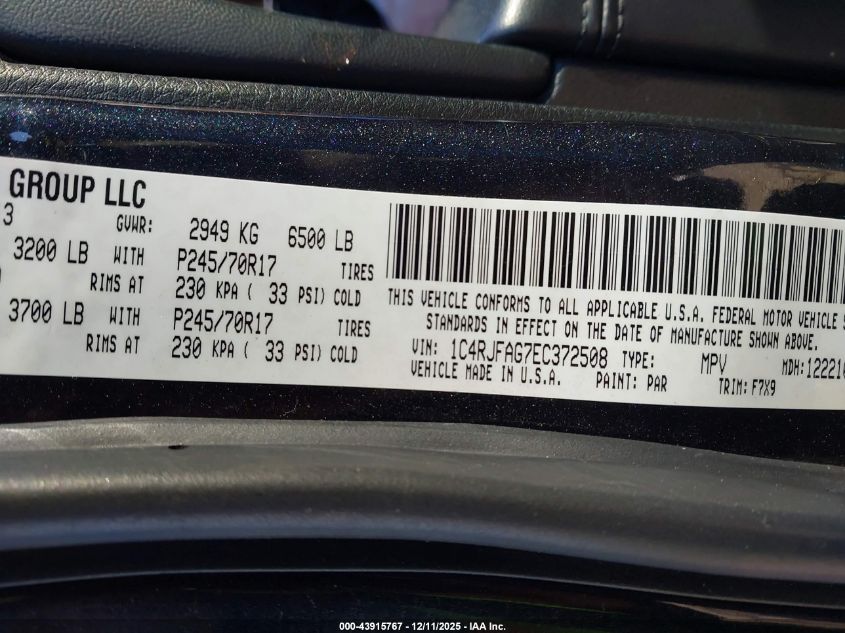 GROUP LLC
3 GVWR: 2949 KG 6500 LB
3200 LB WITH P245/70R17 TIRES
RIMS AT 230 KPA ( 33 PSI) COLD
3700 LB WITH P245/70R17 TIRES
RIMS AT 230 KPA ( 33 PSI) COLD
THIS VEHICLE CONFORMS TO ALL APPLICABLE U.S.A. FEDERAL MOTOR VEHICLE S
STANDARDS IN EFFECT ON THE DATE OF MANUFACTURE SHOWN ABOVE.
VIN: 1C4RJFAG7EC372508 TYPE: MPV MDH:12221
VEHICLE MADE IN U.S.A. PAINT: PAR TRIM: F7X9
000-43915767 - 12/11/2025 - IAA Inc.